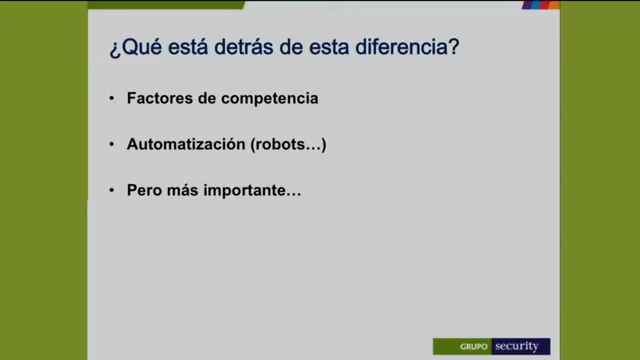 ¿Qué está detrás de esta diferencia?
• Factores de competencia
• Automatización (robots…)
• Pero más importante…
GRUPO security